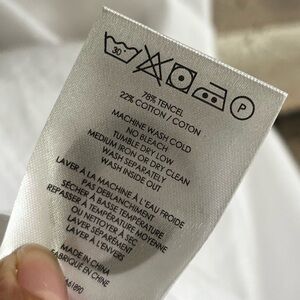 30
P
78% TENCEL
22% COTTON / COTON
MACHINE WASH COLD
NO BLEACH
TUMBLE DRY LOW
MEDIUM IRON OR DRY CLEAN
WASH SEPARATELY
WASH INSIDE OUT
LAVER À LA MACHINE À L'EAU FROIDE
PAS DEBLANCHIMENT
SÉCHER À BASSE TEMPÉRATURE
REPASSER À TEMPÉRATURE MOYENNE
OU NETTOYER À SEC
LAVER SÉPARÉMENT
LAVER À L'ENVERS
MADE IN CHINA
FABRIQUÉ EN CHINE